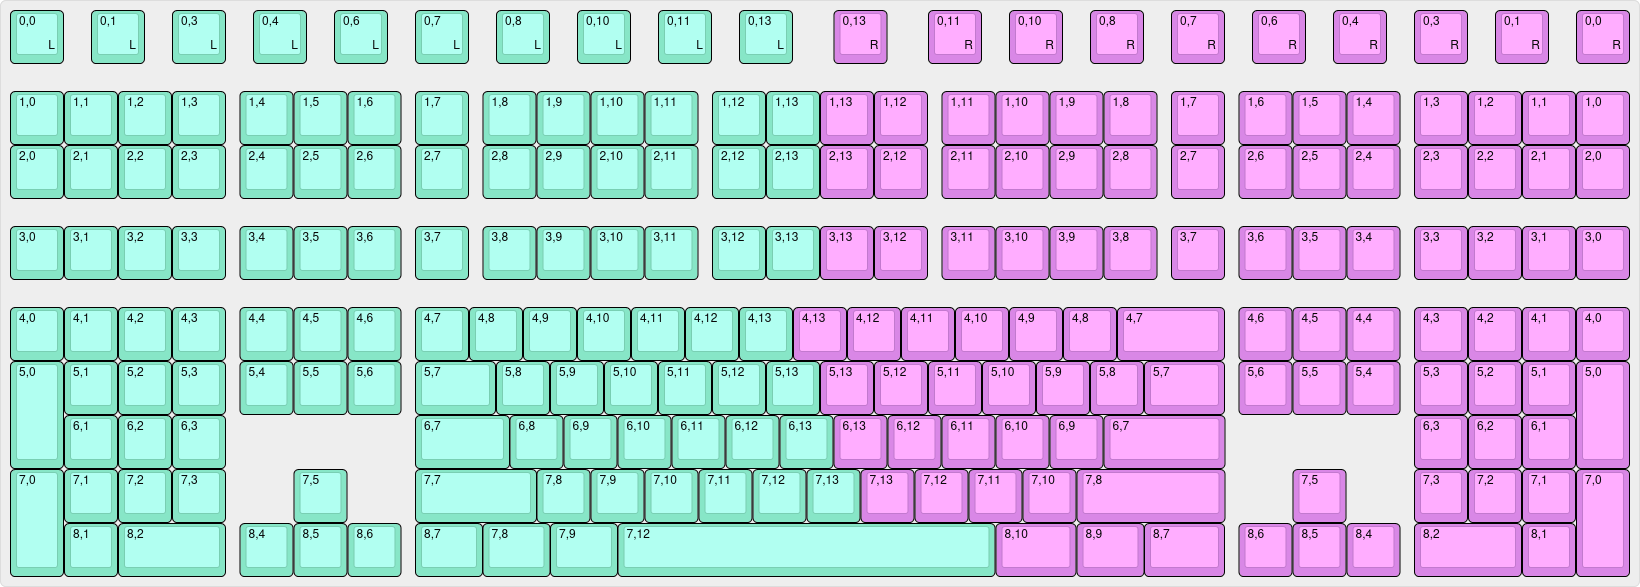 0,0 0,1 0,3 0,4 0,6 0,7 0,8 0,10 0,11 0,13 0,13 0,11 0,10 0,8 0,7 0,6 0,4 0,3 0,1 0,0
L L L L L L L L L L R R R R R R R R R R
1,0 1,1 1,2 1,3 1,4 1,5 1,6 1,7 1,8 1,9 1,10 1,11 1,12 1,13 1,13 1,12 1,11 1,10 1,9 1,8 1,7 1,6 1,5 1,4 1,3 1,2 1,1 1,0
2,0 2,1 2,2 2,3 2,4 2,5 2,6 2,7 2,8 2,9 2,10 2,11 2,12 2,13 2,13 2,12 2,11 2,10 2,9 2,8 2,7 2,6 2,5 2,4 2,3 2,2 2,1 2,0
3,0 3,1 3,2 3,3 3,4 3,5 3,6 3,7 3,8 3,9 3,10 3,11 3,12 3,13 3,13 3,12 3,11 3,10 3,9 3,8 3,7 3,6 3,5 3,4 3,3 3,2 3,1 3,0
4,0 4,1 4,2 4,3 4,4 4,5 4,6 4,7 4,8 4,9 4,10 4,11 4,12 4,13 4,13 4,12 4,11 4,10 4,9 4,8 4,7 4,6 4,5 4,4 4,3 4,2 4,1 4,0
5,0 5,1 5,2 5,3 5,4 5,5 5,6 5,7 5,8 5,9 5,10 5,11 5,12 5,13 5,13 5,12 5,11 5,10 5,9 5,8 5,7 5,6 5,5 5,4 5,3 5,2 5,1 5,0
6,1 6,2 6,3 6,7 6,8 6,9 6,10 6,11 6,12 6,13 6,13 6,12 6,11 6,10 6,9 6,7 6,3 6,2 6,1
7,0 7,1 7,2 7,3 7,5 7,7 7,8 7,9 7,10 7,11 7,12 7,13 7,13 7,12 7,11 7,10 7,8 7,5 7,3 7,2 7,1 7,0
8,1 8,2 8,4 8,5 8,6 8,7 7,8 7,9 7,12 8,10 8,9 8,7 8,6 8,5 8,4 8,2 8,1